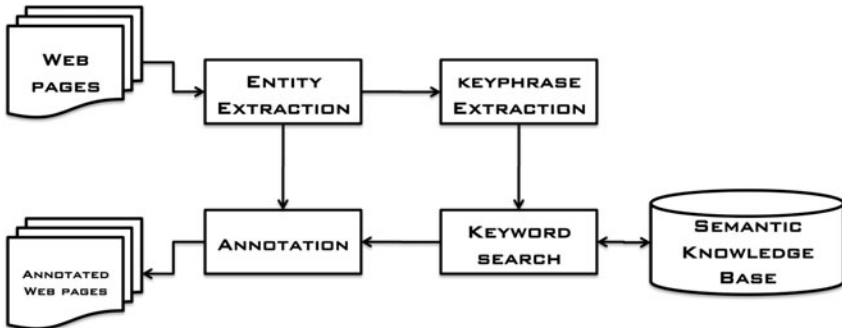 WEB
PAGES
ENTITY
EXTRACTION
KEYPHRASE
EXTRACTION
ANNOTATED
WEB PAGES
ANNOTATION
KEYWORD
SEARCH
SEMANTIC
KNOWLEDGE
BASE